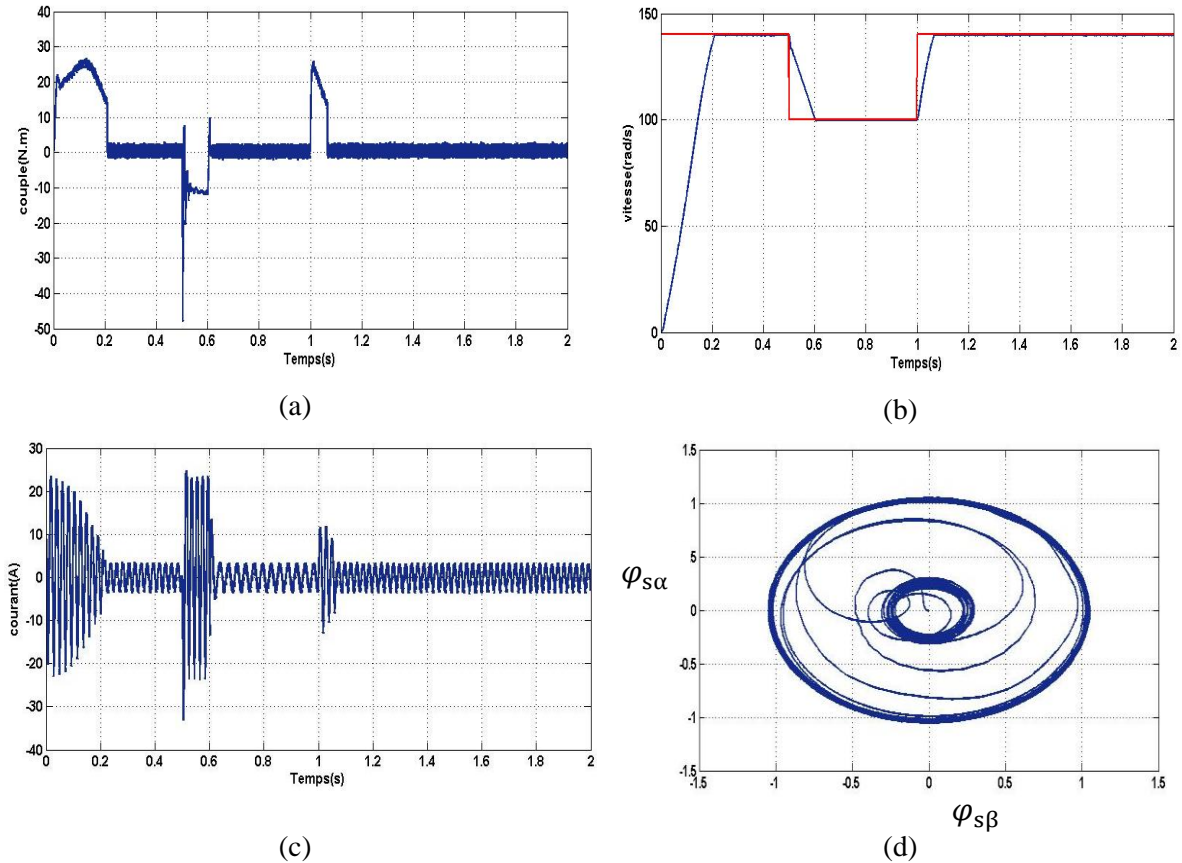 40
30
20
10
0
-10
-20
-30
-40
-50
couple(N.m)
0 0.2 0.4 0.6 0.8 1 1.2 1.4 1.6 1.8 2
Temps(s)
(a)
150
100
50
0
vitesse(rad/s)
0.2 0.4 0.6 0.8 1 1.2 1.4 1.6 1.8 2
Temps(s)
(b)
30
20
10
0
-10
-20
-30
-40
courant(A)
0 0.2 0.4 0.6 0.8 1 1.2 1.4 1.6 1.8 2
Temps(s)
(c)
1.5
1
5
0
-0.5
-1
-1.5
φsα
-1.5 -1 -0.5 0 0.5 1 1.5
φsβ
(d)